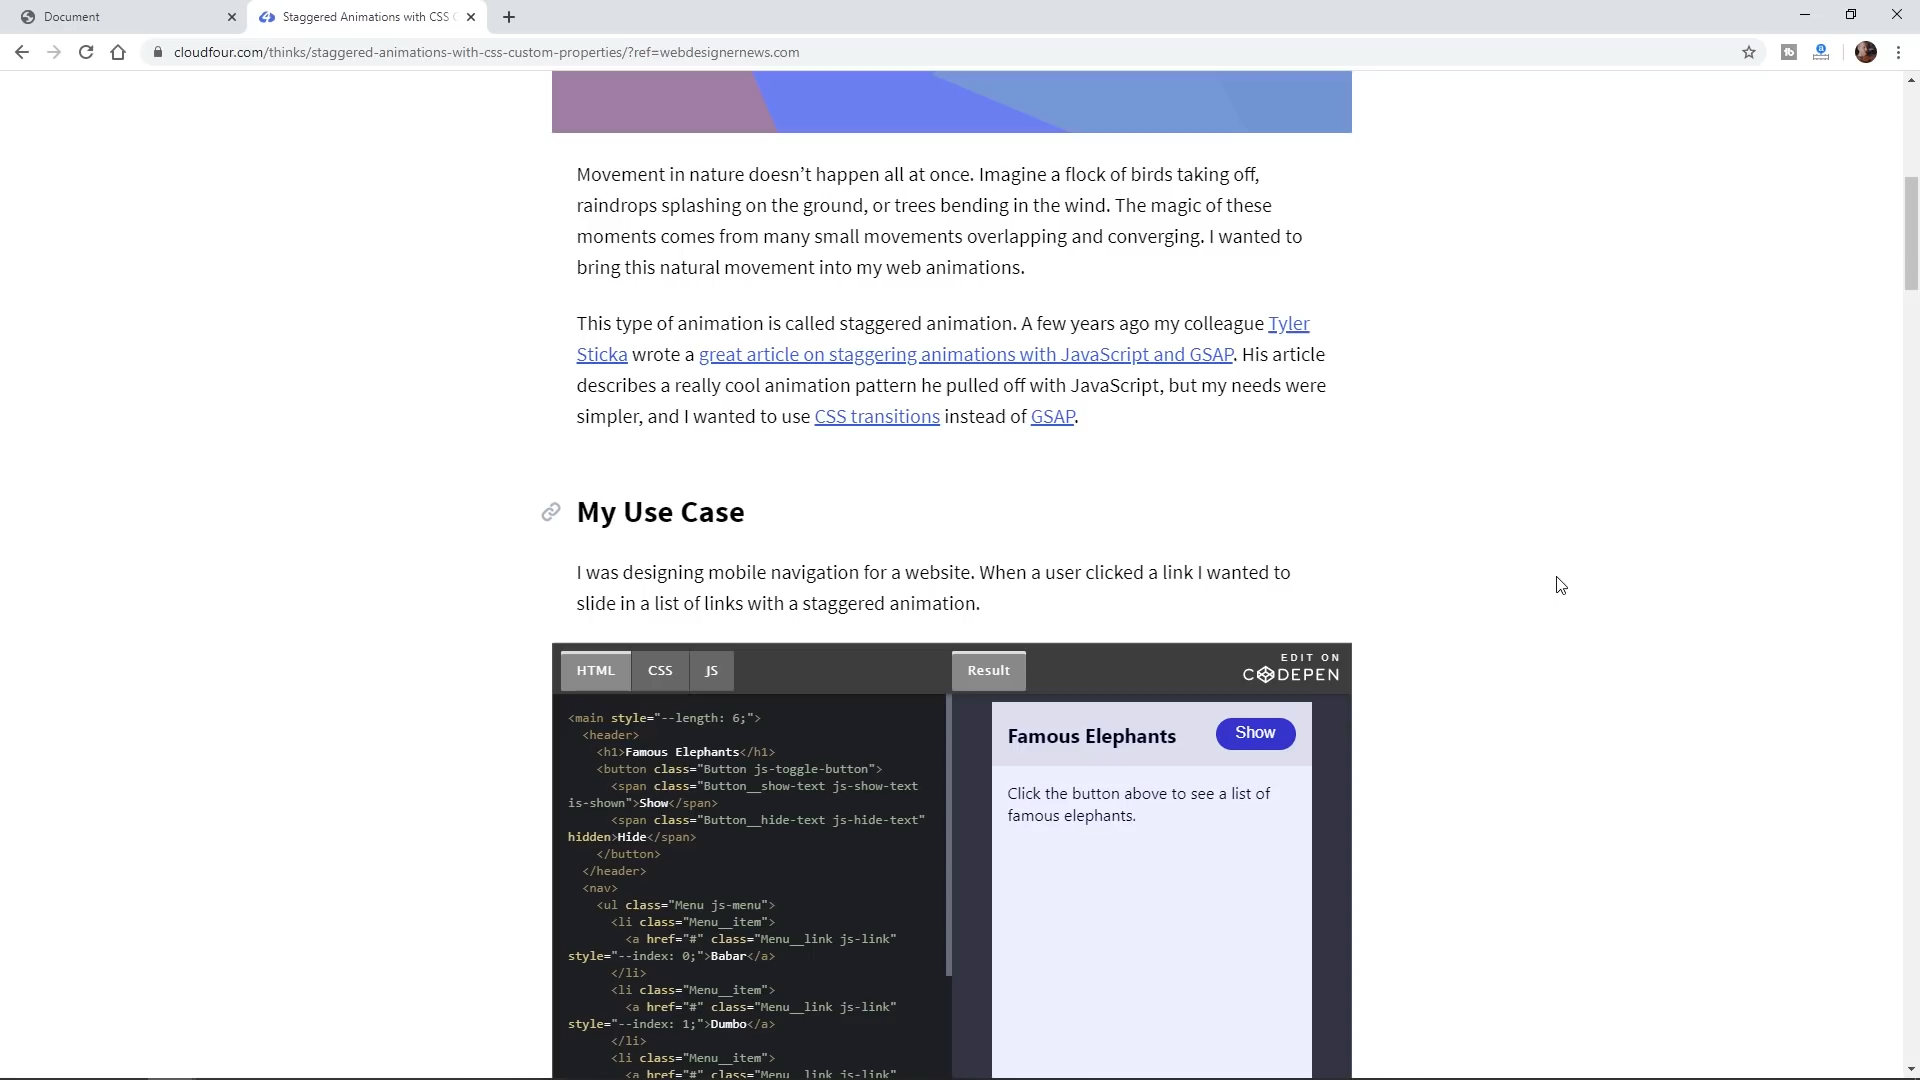 Document
Staggered Animations with CSS C
cloudfour.com/thinks/staggered-animations-with-css-custom-properties/?ref=webdesignernews.com
Movement in nature doesn’t happen all at once. Imagine a flock of birds taking off,
raindrops splashing on the ground, or trees bending in the wind. The magic of these
moments comes from many small movements overlapping and converging. I wanted to
bring this natural movement into my web animations.
This type of animation is called staggered animation. A few years ago my colleague Tyler
Sticka wrote a great article on staggering animations with JavaScript and GSAP. His article
describes a really cool animation pattern he pulled off with JavaScript, but my needs were
simpler, and I wanted to use CSS transitions instead of GSAP.
My Use Case
I was designing mobile navigation for a website. When a user clicked a link I wanted to
slide in a list of links with a staggered animation.
HTML CSS JS Result
EDIT ON
CODEPEN
<main style="--length: 6;">
<header>
<h1>Famous Elephants</h1>
<button class="Button js-toggle-button">
<span class="Button__show-text js-show-text
is-shown">Show</span>
<span class="Button__hide-text js-hide-text"
hidden>Hide</span>
</button>
</header>
<nav>
<ul class="Menu js-menu">
<li class="Menu__item">
<a href="#" class="Menu__link js-link"
style="--index: 0;">Babar</a>
</li>
<li class="Menu__item">
<a href="#" class="Menu__link js-link"
style="--index: 1;">Dumbo</a>
</li>
<li class="Menu__item">
<a href="#" class="Menu__link js-link"
Famous Elephants
Show
Click the button above to see a list of
famous elephants.